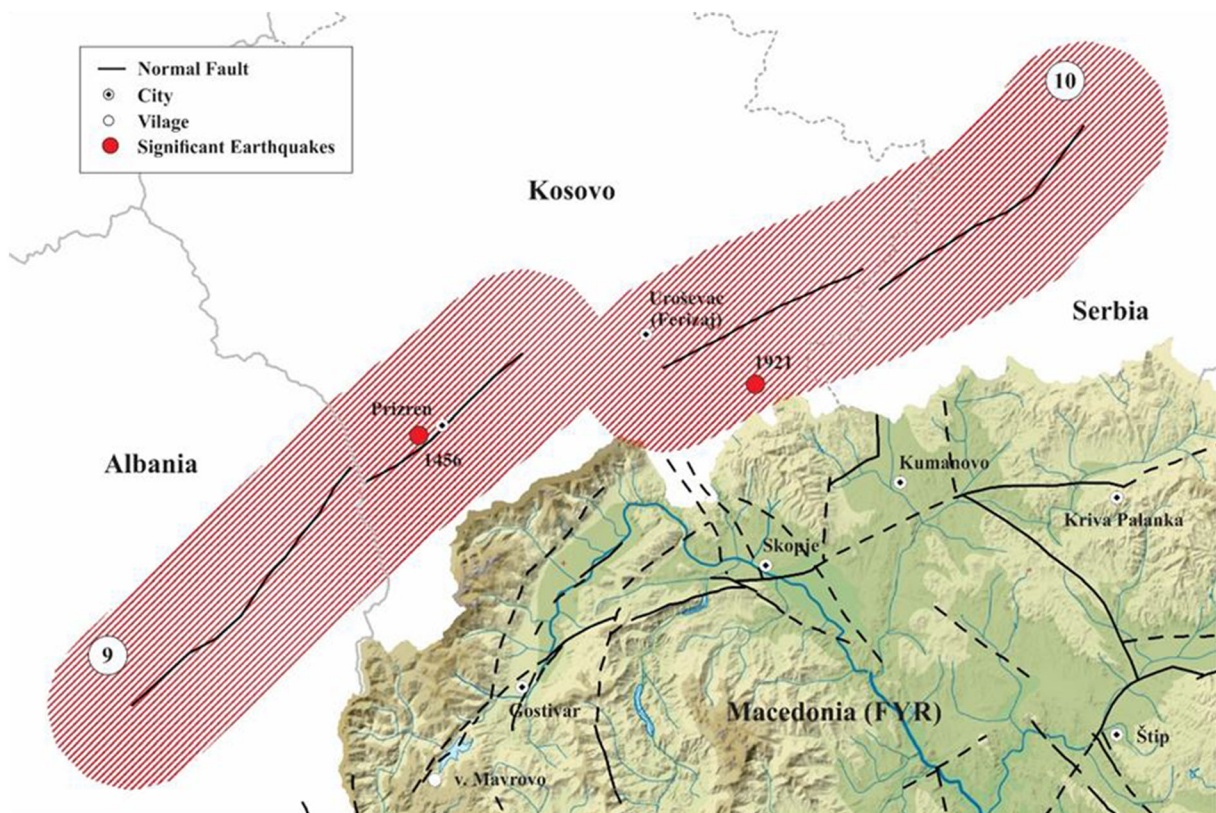 Normal Fault
City
Vilage
Significant Earthquakes
10
Kosovo
Uroševac
(Ferizaj)
Serbia
1921
Prizren
1456
Albania
Kumanovo
Kriva Palanka
Skopje
9
Gostivar
Macedonia (FYR)
Štip
v. Mavrovo